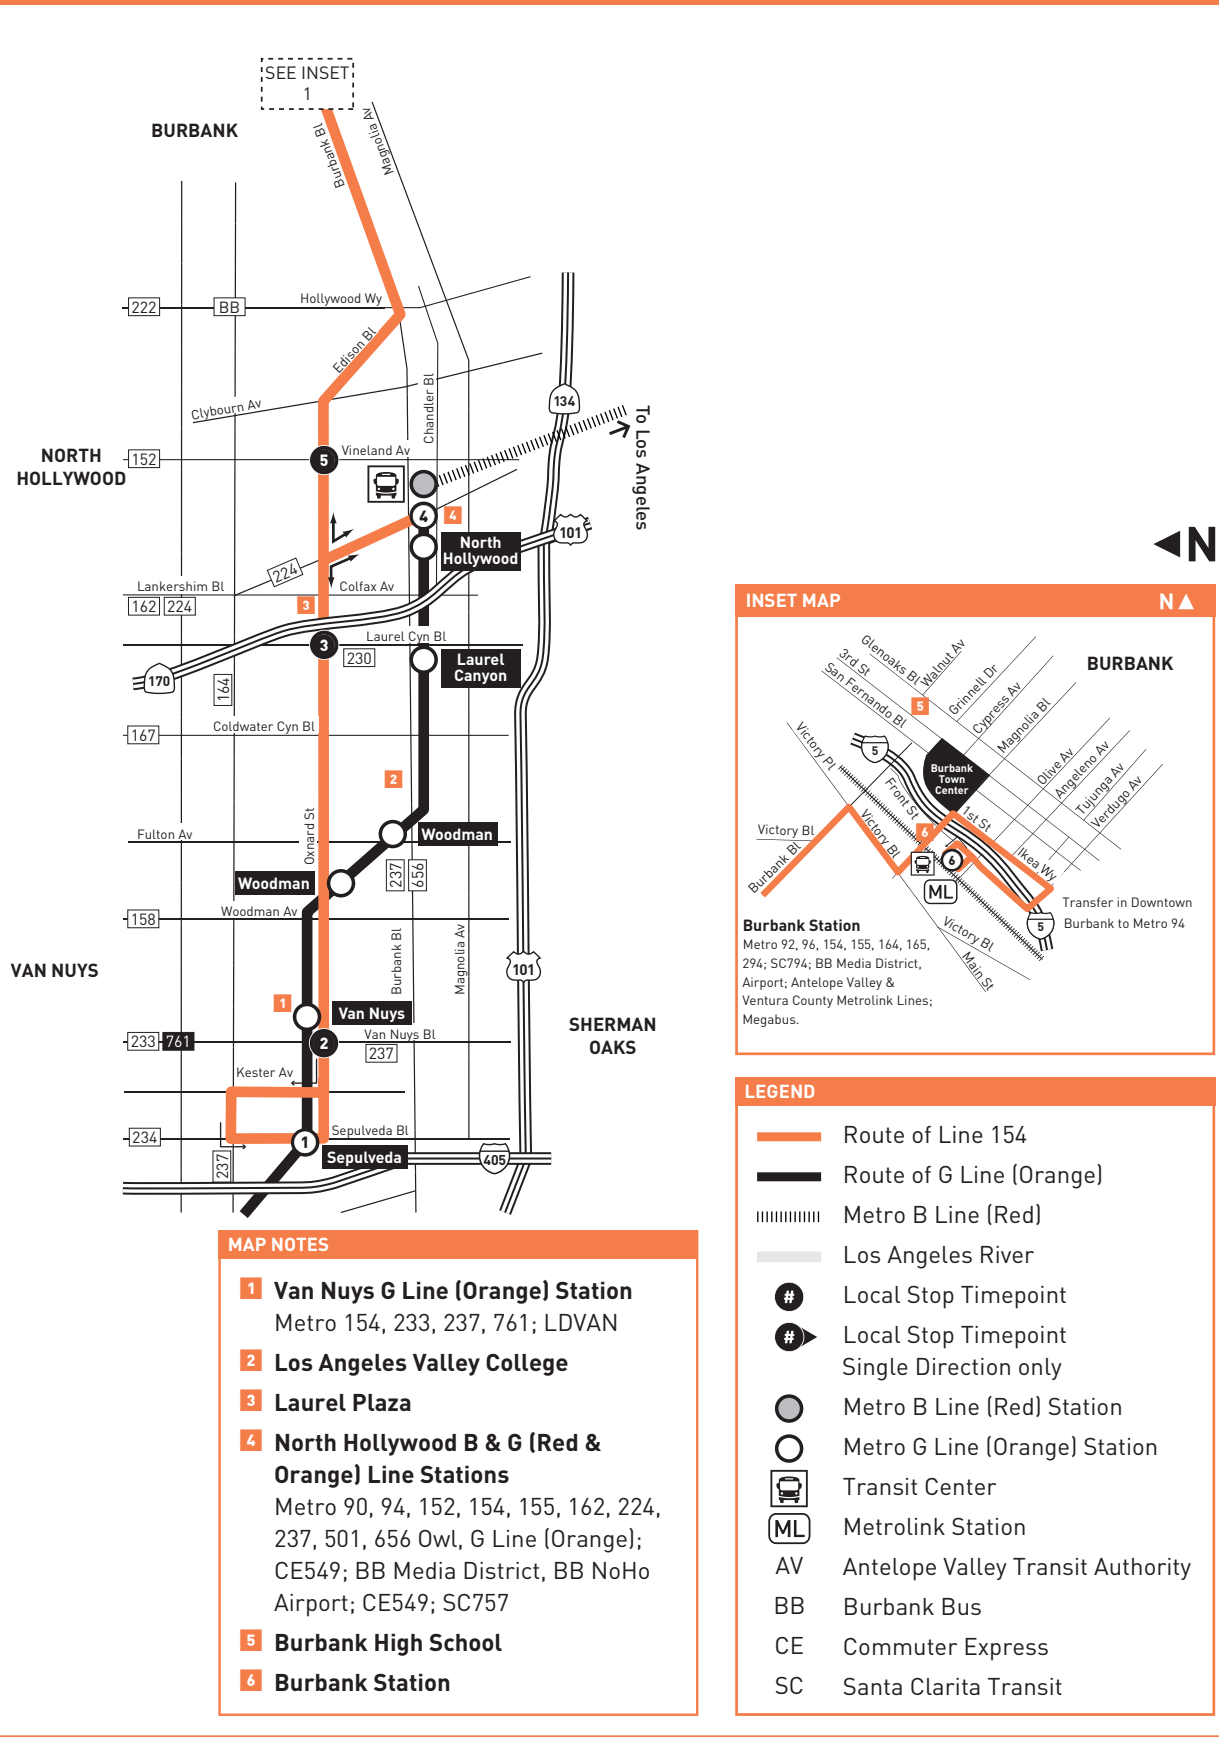 SEE INSET
1
BURBANK
Burbank Bl
Magnolia Av
222
BB
Hollywood Wy
Edison Bl
Clybourn Av
Chandler Bl
134
To Los Angeles
NORTH
HOLLYWOOD
152
5
Vineland Av
4
4
101
North
Hollywood
224
Lankershim Bl
Colfax Av
162
224
3
3
Laurel Cyn Bl
230
Laurel
Canyon
170
164
167
Coldwater Cyn Bl
2
Oxnard St
Fulton Av
Woodman
237
656
Woodman
158
Woodman Av
Burbank Bl
Magnolia Av
VAN NUYS
101
1
Van Nuys
SHERMAN
OAKS
233
761
2
Van Nuys Bl
237
Kester Av
234
1
Sepulveda Bl
Sepulveda
237
405
N
INSET MAP
N
BURBANK
Glenoaks Bl
Walnut Av
3rd St
San Fernando Bl
Grinnell Dr
Cypress Av
Magnolia Bl
5
Victory Pl
5
Burbank
Town
Center
Olive Av
Angeleno Av
Tujunga Av
Verdugo Av
Front St
1st St
Victory Bl
Victory Bl
Burbank Bl
6
6
Ikea Wy
ML
Transfer in Downtown
Burbank to Metro 94
5
Victory Bl
Main St
Burbank Station
Metro 92, 96, 154, 155, 164, 165,
294; SC794; BB Media District,
Airport; Antelope Valley &
Ventura County Metrolink Lines;
Megabus.
MAP NOTES
1 Van Nuys G Line (Orange) Station
Metro 154, 233, 237, 761; LDVAN
2 Los Angeles Valley College
3 Laurel Plaza
4 North Hollywood B & G (Red &
Orange) Line Stations
Metro 90, 94, 152, 154, 155, 162, 224,
237, 501, 656 Owl, G Line (Orange);
CE549; BB Media District, BB NoHo
Airport; CE549; SC757
5 Burbank High School
6 Burbank Station
LEGEND
Route of Line 154
Route of G Line (Orange)
Metro B Line (Red)
Los Angeles River
# Local Stop Timepoint
# Local Stop Timepoint
Single Direction only
Metro B Line (Red) Station
Metro G Line (Orange) Station
Transit Center
ML Metrolink Station
AV Antelope Valley Transit Authority
BB Burbank Bus
CE Commuter Express
SC Santa Clarita Transit